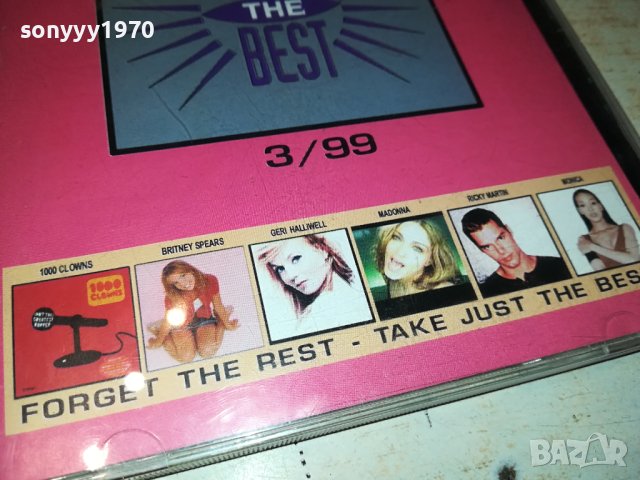 sonyyy1970
THE
BEST
3/99
1000 CLOWNS
BRITNEY SPEARS
GERI HALLIWELL
MADONNA
RICKY MARTIN
MONICA
1000
CLOWNS
FORGET THE REST - TAKE JUST THE BES
BAZAR